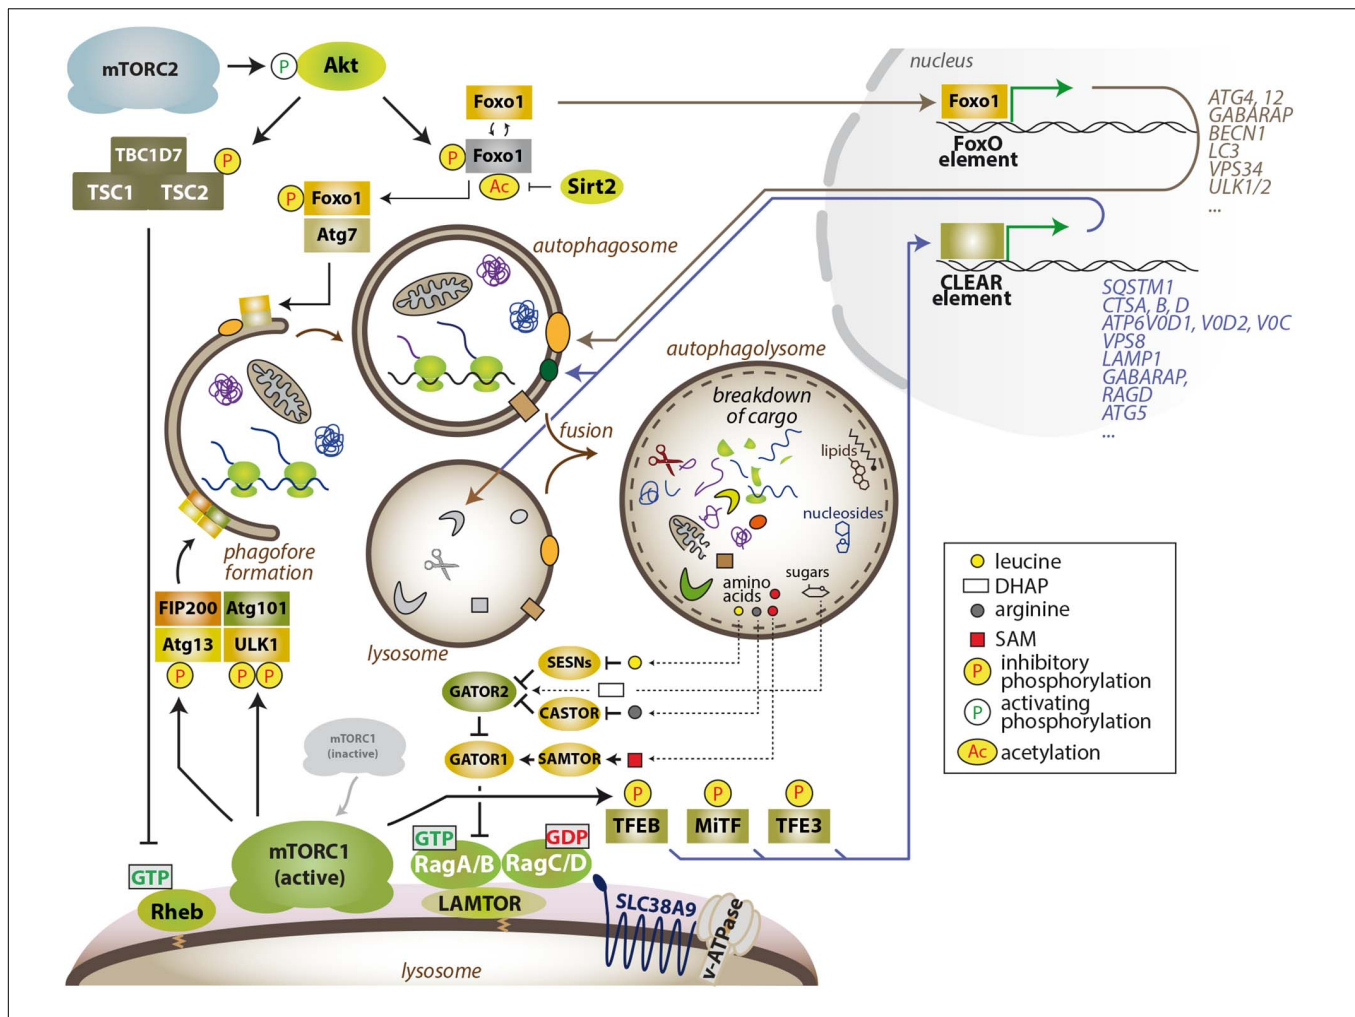 mTORC2
P
Akt
nucleus
Foxo1
Foxo1
FoxO
element
ATG4, 12
GABARAP
BECN1
LC3
VPS34
ULK1/2
...
TBC1D7
P
TSC1
TSC2
P
Foxo1
Ac
Sirt2
P
Foxo1
Atg7
autophagosome
CLEAR
element
SQSTM1
CTSA, B, D
ATP6V0D1, V0D2, V0C
VPS8
LAMP1
GABARAP,
RAGD
ATG5
...
autophagolysome
breakdown
of cargo
fusion
lipids
nucleosides
sugars
amino
acids
phagofore
formation
lysosome
FIP200
Atg101
Atg13
ULK1
P
P
P
leucine
DHAP
arginine
SAM
P
inhibitory
phosphorylation
P
activating
phosphorylation
Ac
acetylation
SESNs
GATOR2
CASTOR
GATOR1
SAMTOR
mTORC1
(inactive)
P
P
P
TFEB
MiTF
TFE3
mTORC1
(active)
GTP
GDP
RagA/B
RagC/D
LAMTOR
GTP
Rheb
SLC38A9
v-ATPase
lysosome